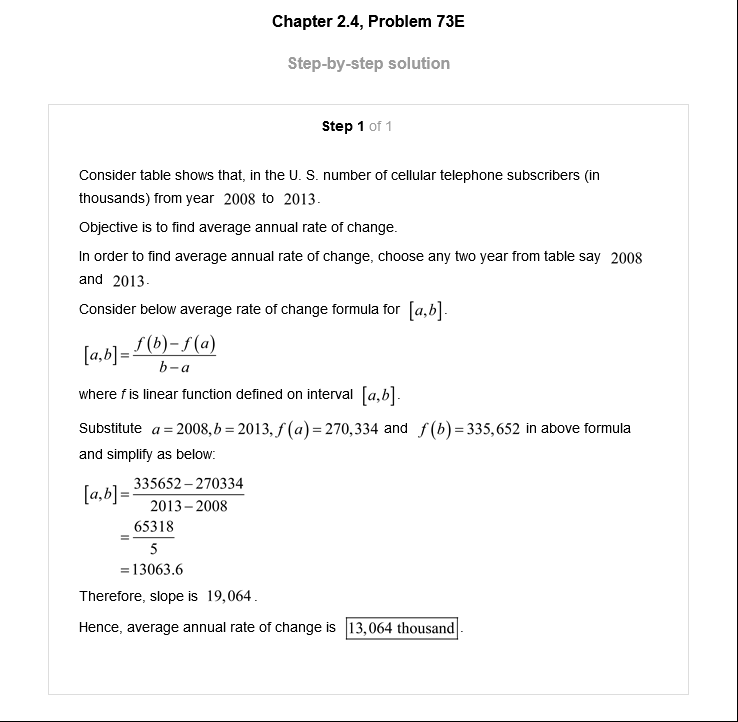 Chapter 2.4, Problem 73E
Step-by-step solution
Step 1 of 1
Consider table shows that, in the U. S. number of cellular telephone subscribers (in
thousands) from year 2008 to 2013.
Objective is to find average annual rate of change.
In order to find average annual rate of change, choose any two year from table say 2008
and 2013.
Consider below average rate of change formula for [a,b].
[a,b] = f(b) − f(a) / b − a
where f is linear function defined on interval [a,b].
Substitute a = 2008, b = 2013, f(a) = 270,334 and f(b) = 335,652 in above formula
and simplify as below:
[a,b] = 335652 − 270334 / 2013 − 2008
= 65318 / 5
= 13063.6
Therefore, slope is 19,064.
Hence, average annual rate of change is 13,064 thousand.